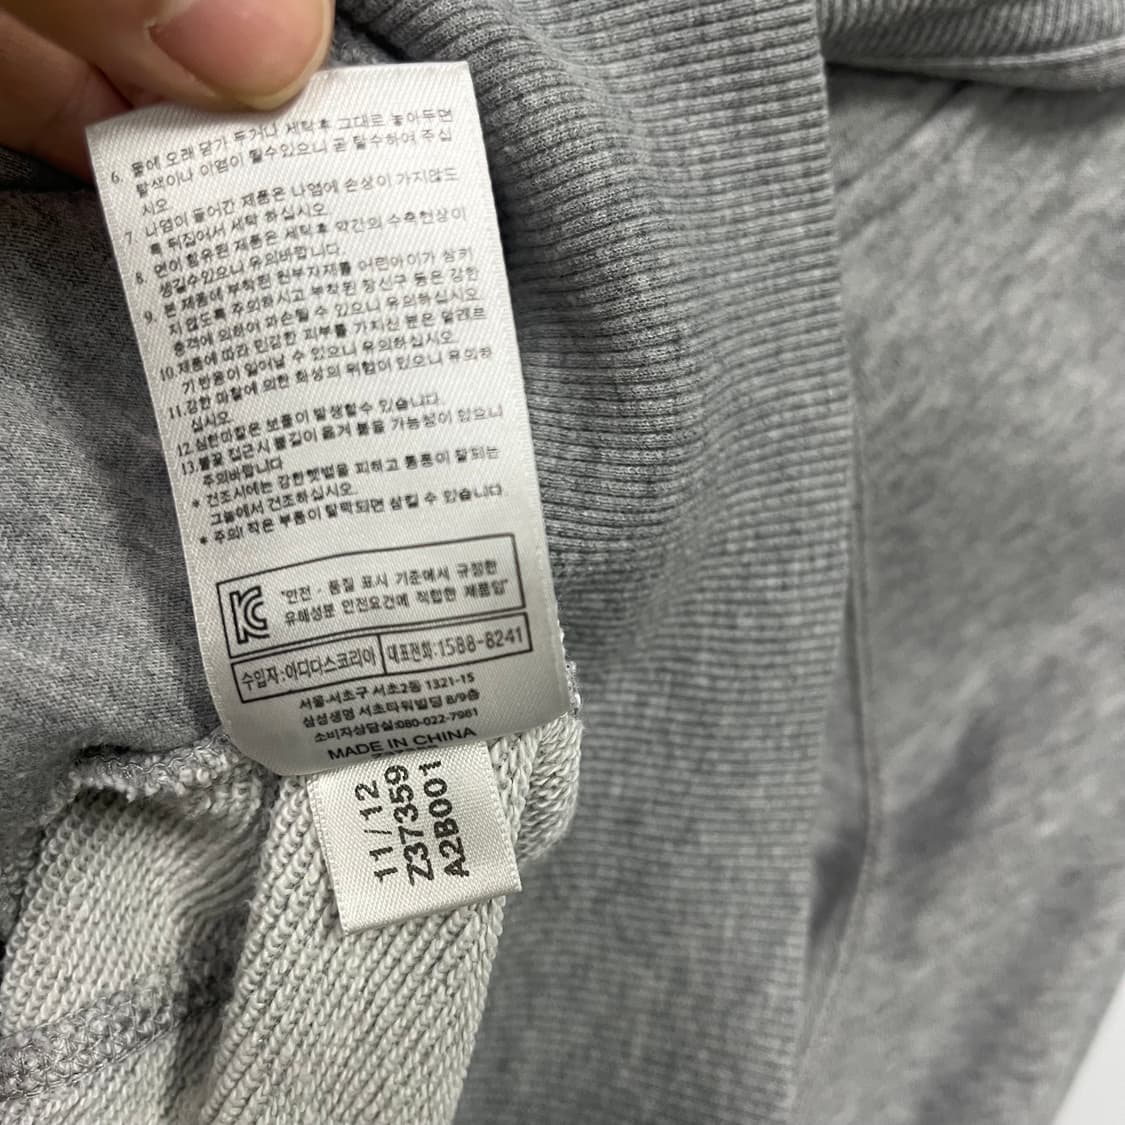 6. 물에 오래 담가 두거나 세탁후 그대로 놓아두면
탈색이나 이염이 될수있으니 곧 탈수하여 주십
시오.
7. 나염이 들어간 제품은 나염에 손상이 가지않도
록 뒤집어서 세탁 하십시오.
8. 면이 함유된 제품은 세탁후 약간의 수축현상이
생길수있으니 유의바랍니다.
9. 본 제품에 부착된 원부자재를 어린아이가 삼키
지 않도록 주의하시고 부착된 장신구 등은 강한
충격에 의하여 파손될 수 있으니 유의하십시오.
10.제품에 따라 민감한 피부를 가지신 분은 알레르
기 반응이 일어날 수 있으니 유의하십시오.
11.강한 마찰에 의한 화상의 위험이 있으니 유의하
십시오.
12.심한마찰은 보풀이 발생할수 있습니다.
13.불꽃 접근시 불길이 옮겨 붙을 가능성이 있으니
주의바랍니다
* 건조시에는 강한햇볕을 피하고 통풍이 잘되는
그늘에서 건조하십시오.
* 주의! 작은 부품이 탈락되면 삼킬 수 있습니다.
"안전 · 품질 표시 기준에서 규정한
유해성분 안전요건에 적합한 제품임"
수입자:아디다스코리아 대표전화:1588-8241
서울·서초구 서초2동 1321-15
삼성생명 서초타워빌딩 8/9층
소비자상담실:080-022-7981
MADE IN CHINA
11/12
Z37359
A2B001